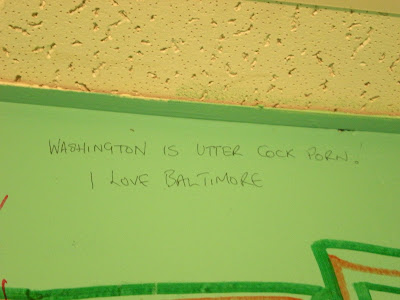 WASHINGTON IS UTTER COCK PORN.
I LOVE BALTIMORE